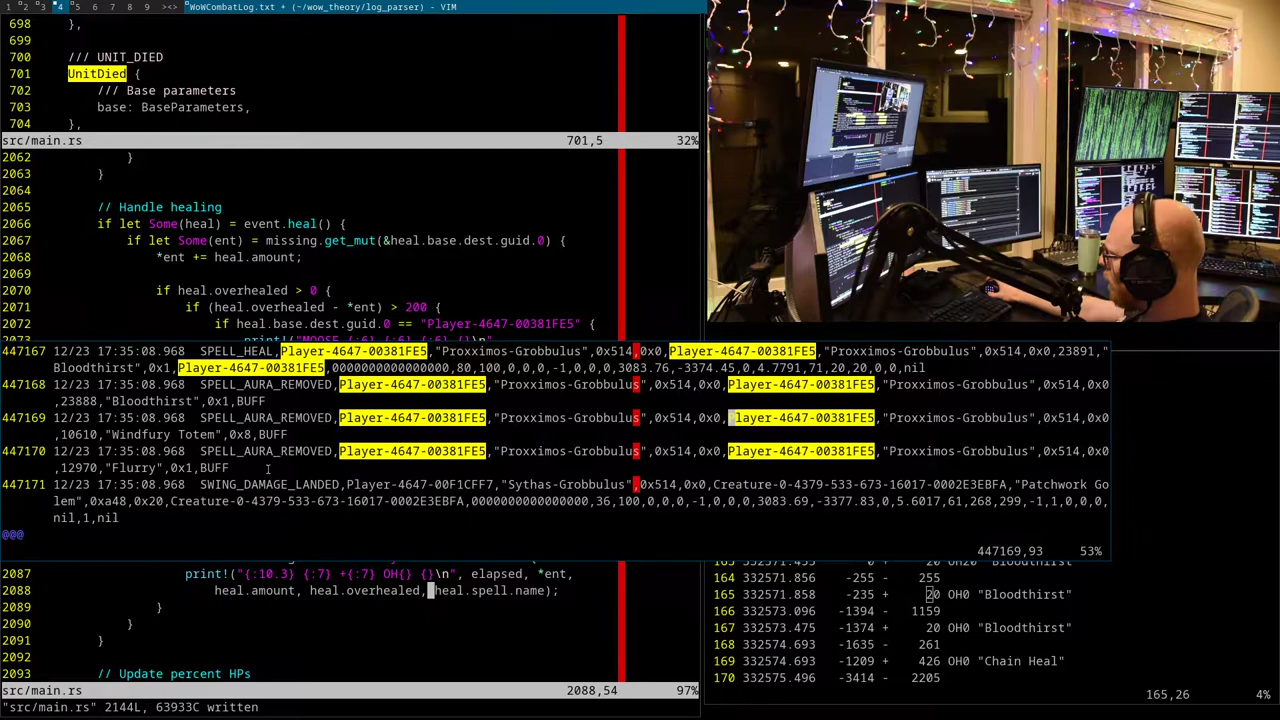 1 2 3 4 5 6 7 8 9 ><> WoWCombatLog.txt + (~/wow_theory/log_parser) - VIM
698 },
699
700 /// UNIT_DIED
701 UnitDied {
702 /// Base parameters
703 base: BaseParameters,
704 },
src/main.rs 701,5 32%
2062 }
2063 }
2064
2065 // Handle healing
2066 if let Some(heal) = event.heal() {
2067 if let Some(ent) = missing.get_mut(&heal.base.dest.guid.0) {
2068 *ent += heal.amount;
2069
2070 if heal.overhealed > 0 {
2071 if (heal.overhealed - *ent) > 200 {
2072 if heal.base.dest.guid.0 == "Player-4647-00381FE5" {
447167 12/23 17:35:08.968 SPELL_HEAL,Player-4647-00381FE5,"Proxximos-Grobbulus",0x514,0x0,Player-4647-00381FE5,"Proxximos-Grobbulus",0x514,0x0,23891,"
Bloodthirst",0x1,Player-4647-00381FE5,0000000000000000,80,100,0,0,0,-1,0,0,0,3083.76,-3374.45,0,4.7791,71,20,20,0,0,nil
447168 12/23 17:35:08.968 SPELL_AURA_REMOVED,Player-4647-00381FE5,"Proxximos-Grobbulus",0x514,0x0,Player-4647-00381FE5,"Proxximos-Grobbulus",0x514,0x0
,23888,"Bloodthirst",0x1,BUFF
447169 12/23 17:35:08.968 SPELL_AURA_REMOVED,Player-4647-00381FE5,"Proxximos-Grobbulus",0x514,0x0,Player-4647-00381FE5,"Proxximos-Grobbulus",0x514,0x0
,10610,"Windfury Totem",0x8,BUFF
447170 12/23 17:35:08.968 SPELL_AURA_REMOVED,Player-4647-00381FE5,"Proxximos-Grobbulus",0x514,0x0,Player-4647-00381FE5,"Proxximos-Grobbulus",0x514,0x0
,12970,"Flurry",0x1,BUFF
447171 12/23 17:35:08.968 SWING_DAMAGE_LANDED,Player-4647-00F1CFF7,"Sythas-Grobbulus",0x514,0x0,Creature-0-4379-533-673-16017-0002E3EBFA,"Patchwork Go
lem",0xa48,0x20,Creature-0-4379-533-673-16017-0002E3EBFA,0000000000000000,36,100,0,0,0,-1,0,0,0,3083.69,-3377.83,0,5.6017,61,268,299,-1,1,0,0,0,
nil,1,nil
@@@
447169,93 53%
2087 print!("{:10.3} {:7} +{:7} OH{} {}\n", elapsed, *ent,
2088 heal.amount, heal.overhealed, heal.spell.name);
2089 }
2090 }
2091 }
2092
2093 // Update percent HPs
src/main.rs 2088,54 97%
"src/main.rs" 2144L, 63933C written
164 332571.856 -255 - 255
165 332571.858 -235 + 20 OH0 "Bloodthirst"
166 332573.096 -1394 - 1159
167 332573.475 -1374 + 20 OH0 "Bloodthirst"
168 332574.693 -1635 - 261
169 332574.693 -1209 + 426 OH0 "Chain Heal"
170 332575.496 -3414 - 2205
165,26 4%